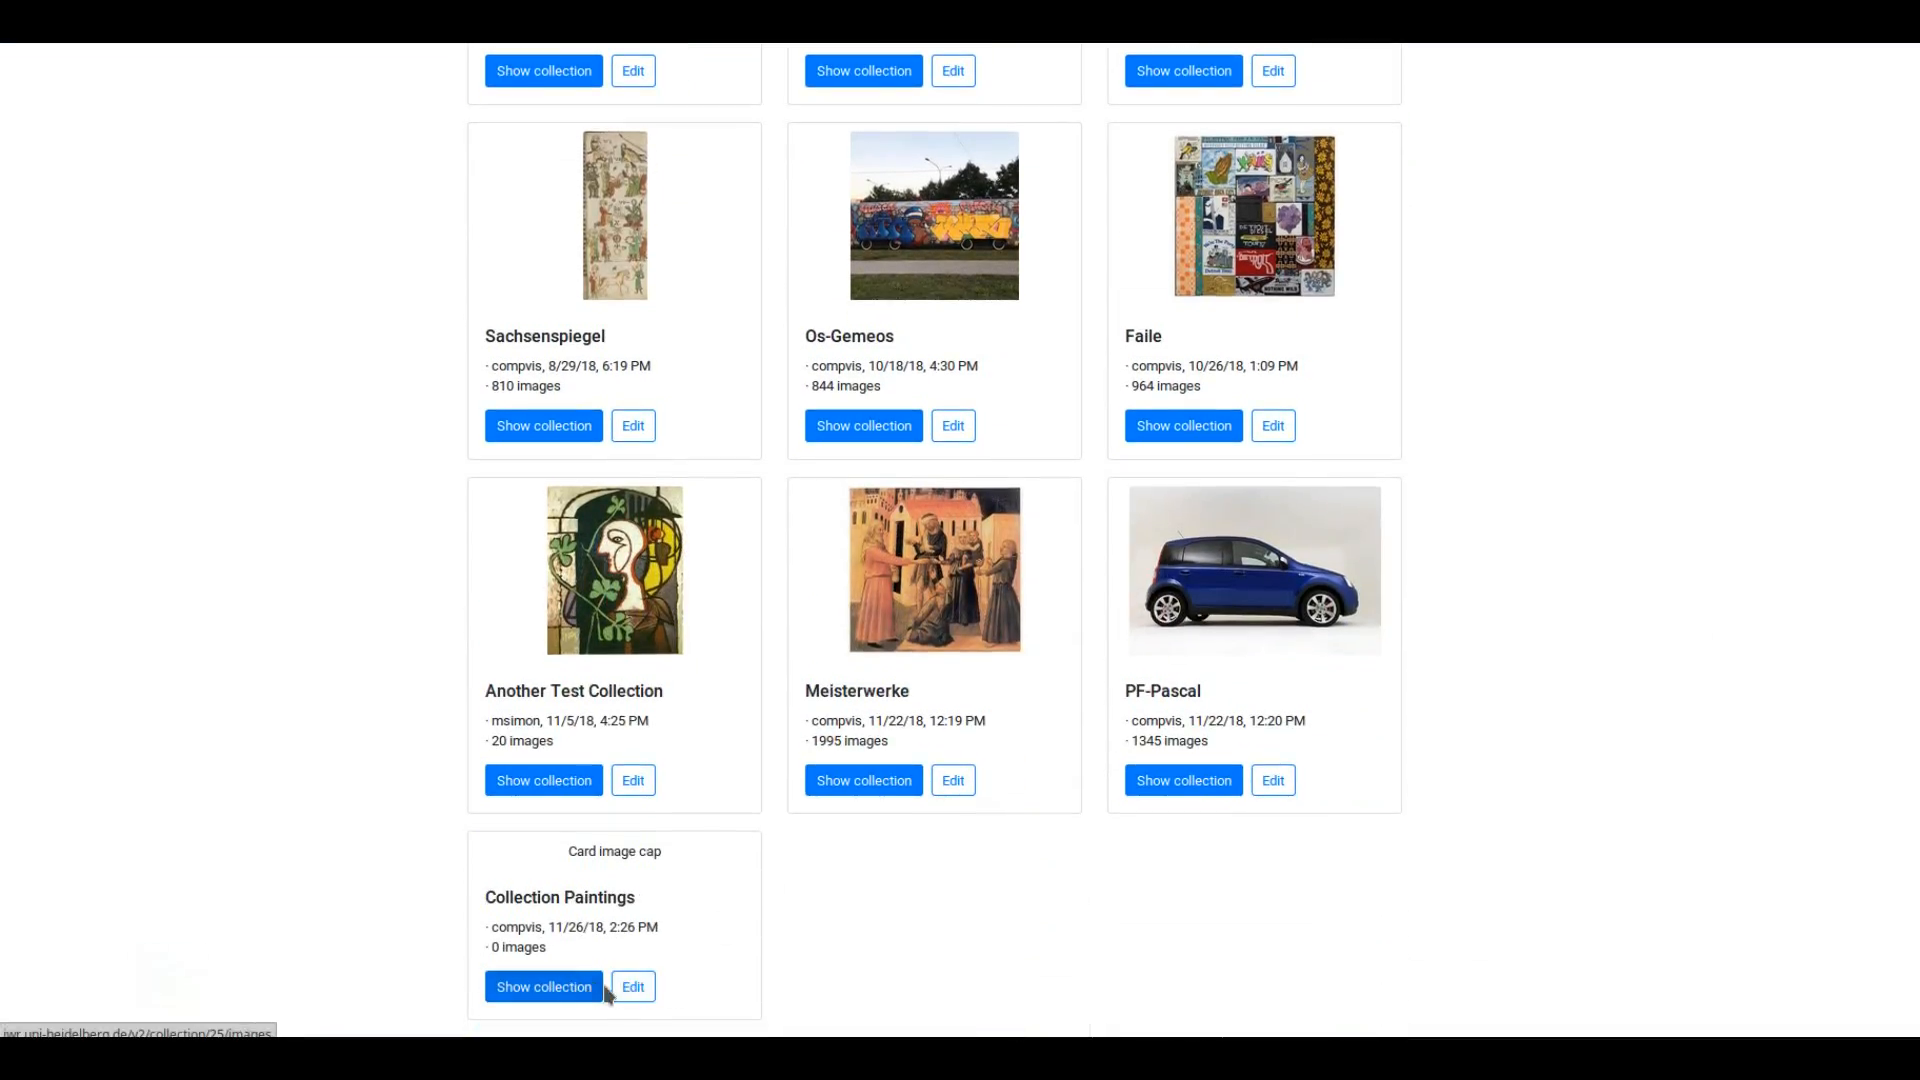 Show collection Edit
Show collection Edit
Show collection Edit
Sachsenspiegel
· compvis, 8/29/18, 6:19 PM
· 810 images
Show collection Edit
Os-Gemeos
· compvis, 10/18/18, 4:30 PM
· 844 images
Show collection Edit
Faile
· compvis, 10/26/18, 1:09 PM
· 964 images
Show collection Edit
Another Test Collection
· msimon, 11/5/18, 4:25 PM
· 20 images
Show collection Edit
Meisterwerke
· compvis, 11/22/18, 12:19 PM
· 1995 images
Show collection Edit
PF-Pascal
· compvis, 11/22/18, 12:20 PM
· 1345 images
Show collection Edit
Card image cap
Collection Paintings
· compvis, 11/26/18, 2:26 PM
· 0 images
Show collection Edit
iwr.uni-heidelberg.de/v2/collection/25/images